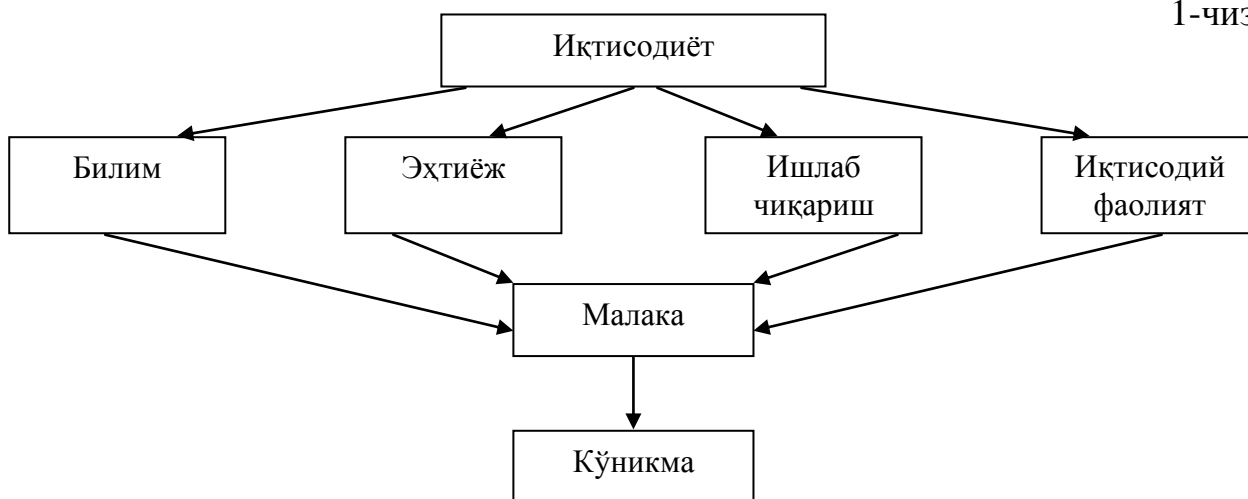 1-чиз
Иқтисодиёт
Билим
Эҳтиёж
Ишлаб
чиқариш
Иқтисодий
фаолият
Малака
Кўникма